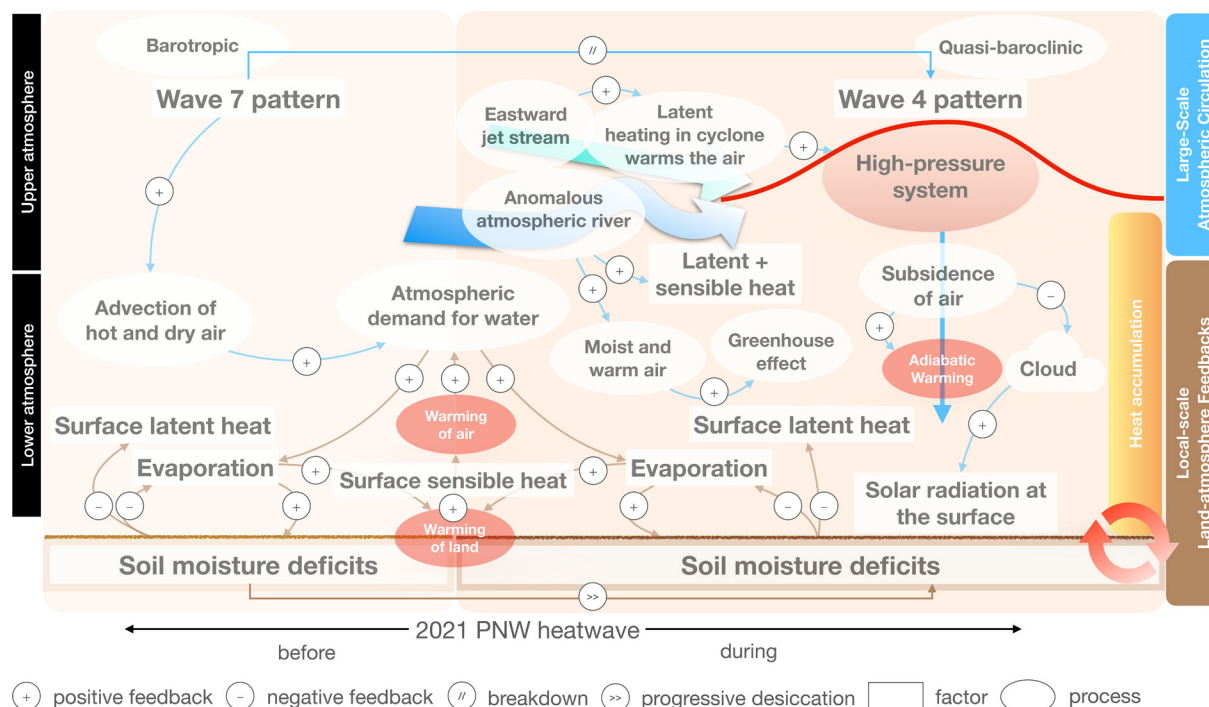 Upper atmosphere
Lower atmosphere
Barotropic
Wave 7 pattern
//
Quasi-baroclinic
Wave 4 pattern
Eastward
jet stream
+
Latent
heating in cyclone
warms the air
+
High-pressure
system
+
Anomalous
atmospheric river
Latent +
sensible heat
+
+
Advection of
hot and dry air
+
Atmospheric
demand for water
Moist and
warm air
+
Greenhouse
effect
Subsidence
of air
+
−
Adiabatic
Warming
Cloud
+
Solar radiation at
the surface
+
+
+
Warming
of air
Surface latent heat
Evaporation
+
−
−
+
Surface sensible heat
+
Warming
of land
Surface latent heat
Evaporation
+
+
−
−
Soil moisture deficits
Soil moisture deficits
>>
Heat accumulation
Large-Scale
Atmospheric Circulation
Local-scale
Land-atmosphere Feedbacks
2021 PNW heatwave
before
during
+ positive feedback
− negative feedback
// breakdown
>> progressive desiccation
factor
process